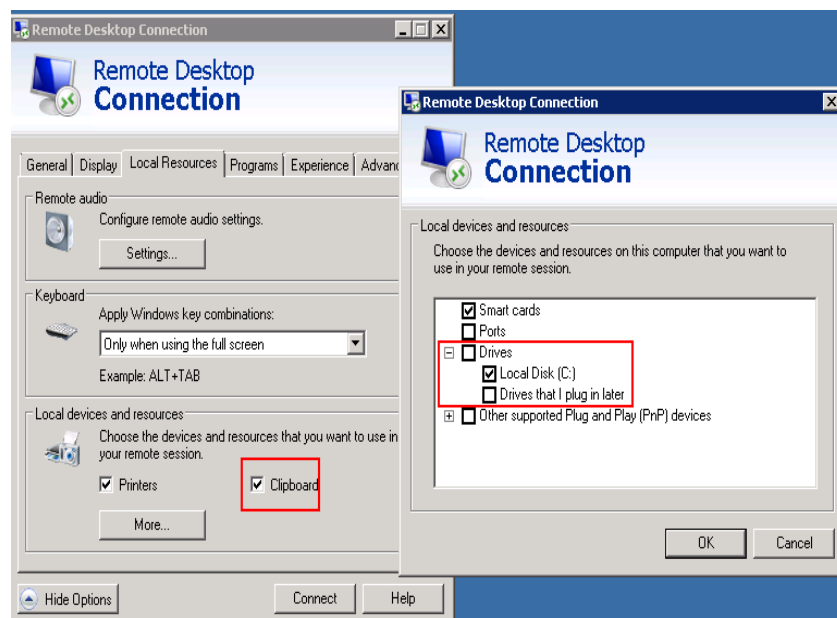 Remote Desktop Connection
Remote Desktop
Connection
General Display Local Resources Programs Experience Advanc
Remote audio
Configure remote audio settings.
Settings...
Keyboard
Apply Windows key combinations:
Only when using the full screen
Example: ALT+TAB
Local devices and resources
Choose the devices and resources that you want to use in
your remote session.
Printers Clipboard
More...
Hide Options Connect Help
Remote Desktop Connection
Remote Desktop
Connection
Local devices and resources
Choose the devices and resources on this computer that you want to
use in your remote session.
Smart cards
Ports
Drives
Local Disk (C:)
Drives that I plug in later
Other supported Plug and Play (PnP) devices
OK Cancel